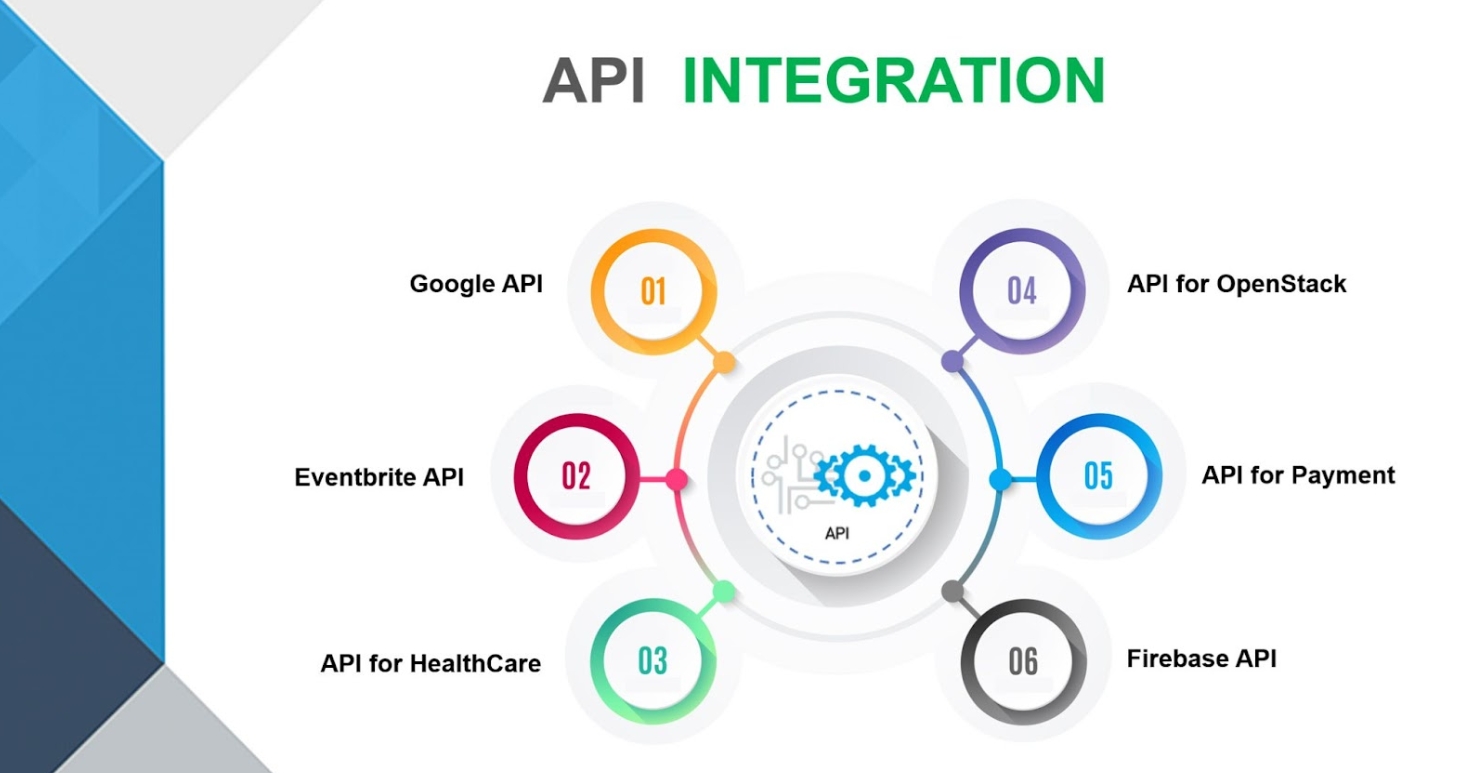 API INTEGRATION
Google API
01
Eventbrite API
02
API for HealthCare
03
04
API for OpenStack
05
API for Payment
06
Firebase API
API